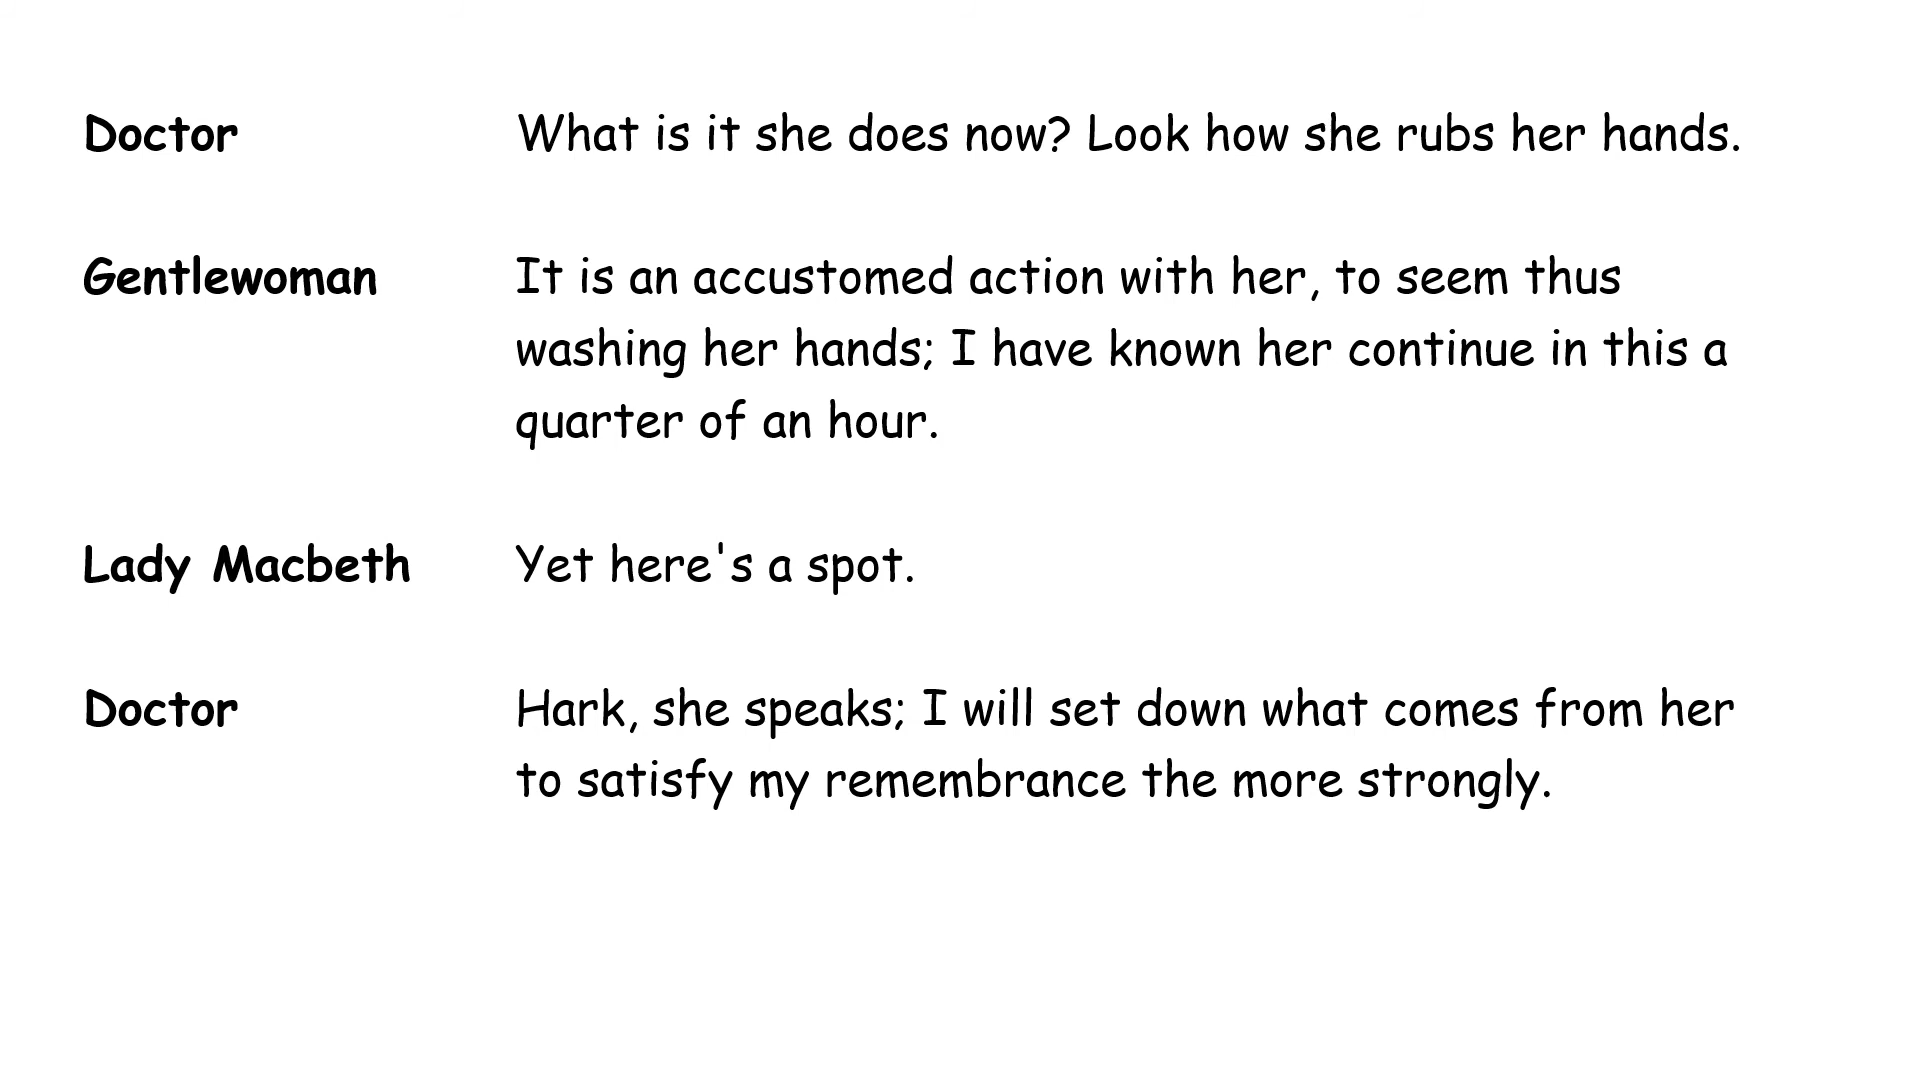 Doctor What is it she does now? Look how she rubs her hands.
Gentlewoman It is an accustomed action with her, to seem thus
washing her hands; I have known her continue in this a
quarter of an hour.
Lady Macbeth Yet here's a spot.
Doctor Hark, she speaks; I will set down what comes from her
to satisfy my remembrance the more strongly.